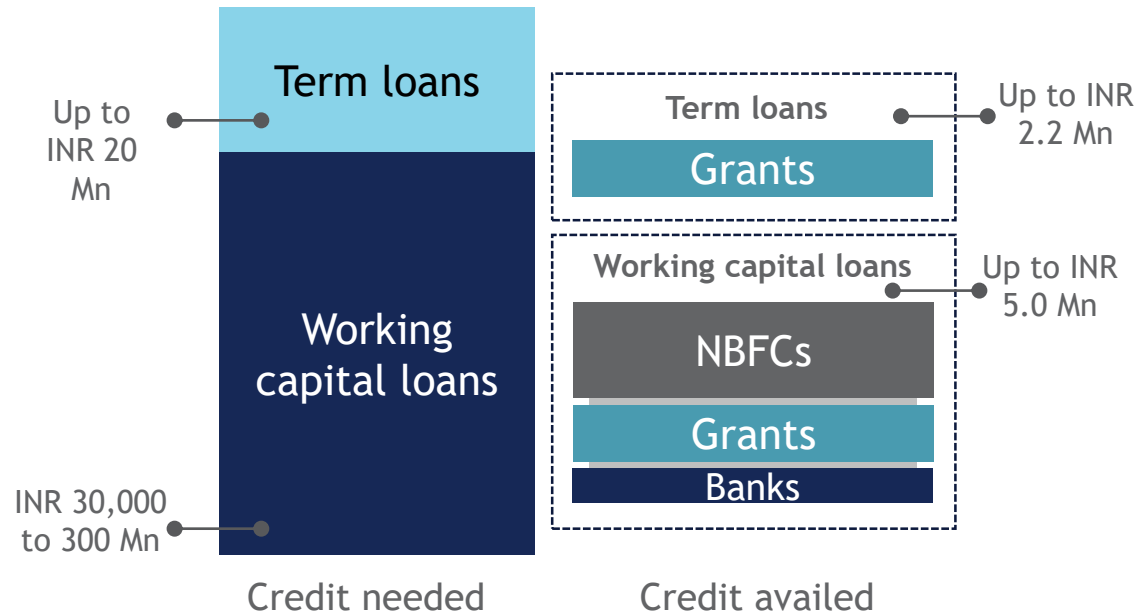 Term loans
Up to
INR 20
Mn
Working
capital loans
INR 30,000
to 300 Mn
Credit needed
Term loans
Grants
Up to INR
2.2 Mn
Working capital loans
Up to INR
5.0 Mn
NBFCs
Grants
Banks
Credit availed